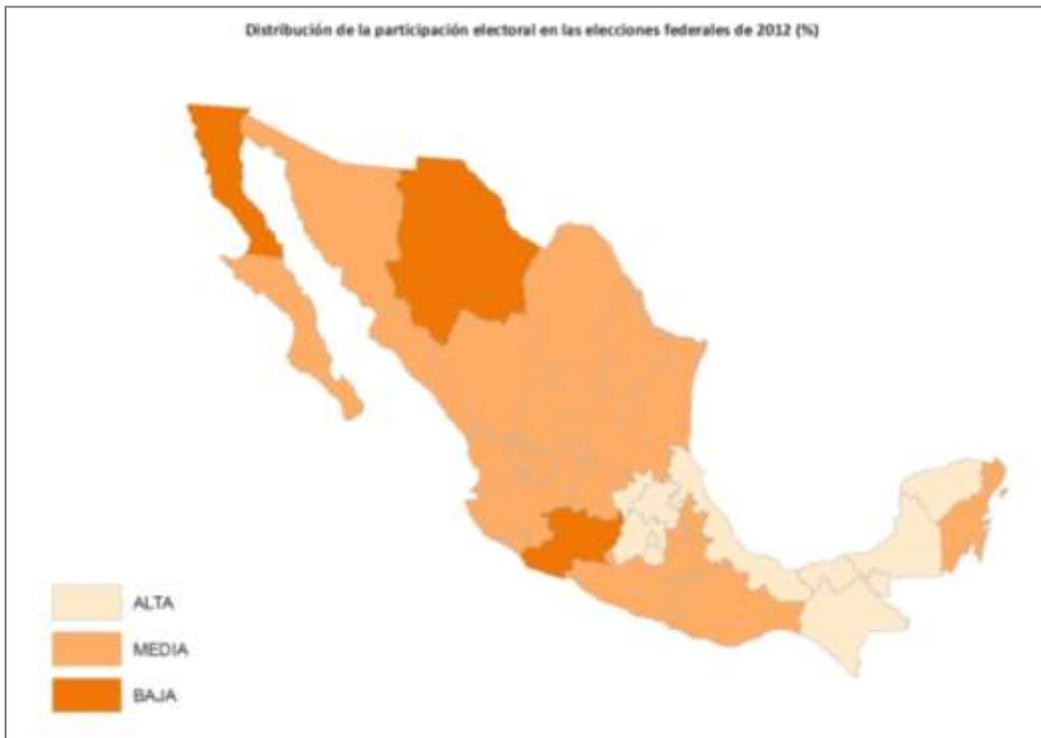 Distribución de la participación electoral en las elecciones federales de 2012 (%)
ALTA
MEDIA
BAJA